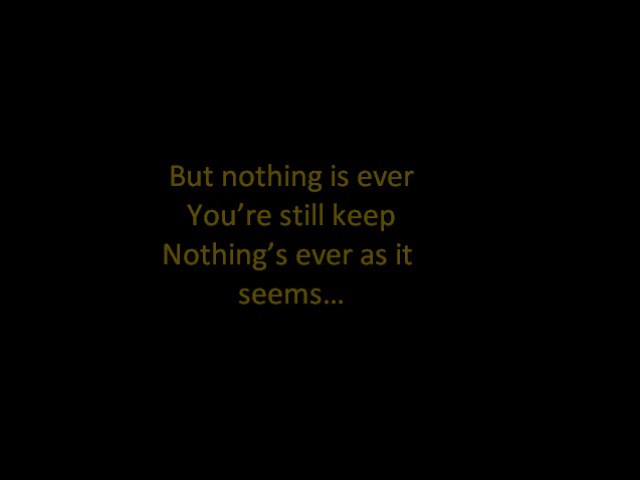 But nothing is ever
You’re still keep
Nothing’s ever as it
seems…